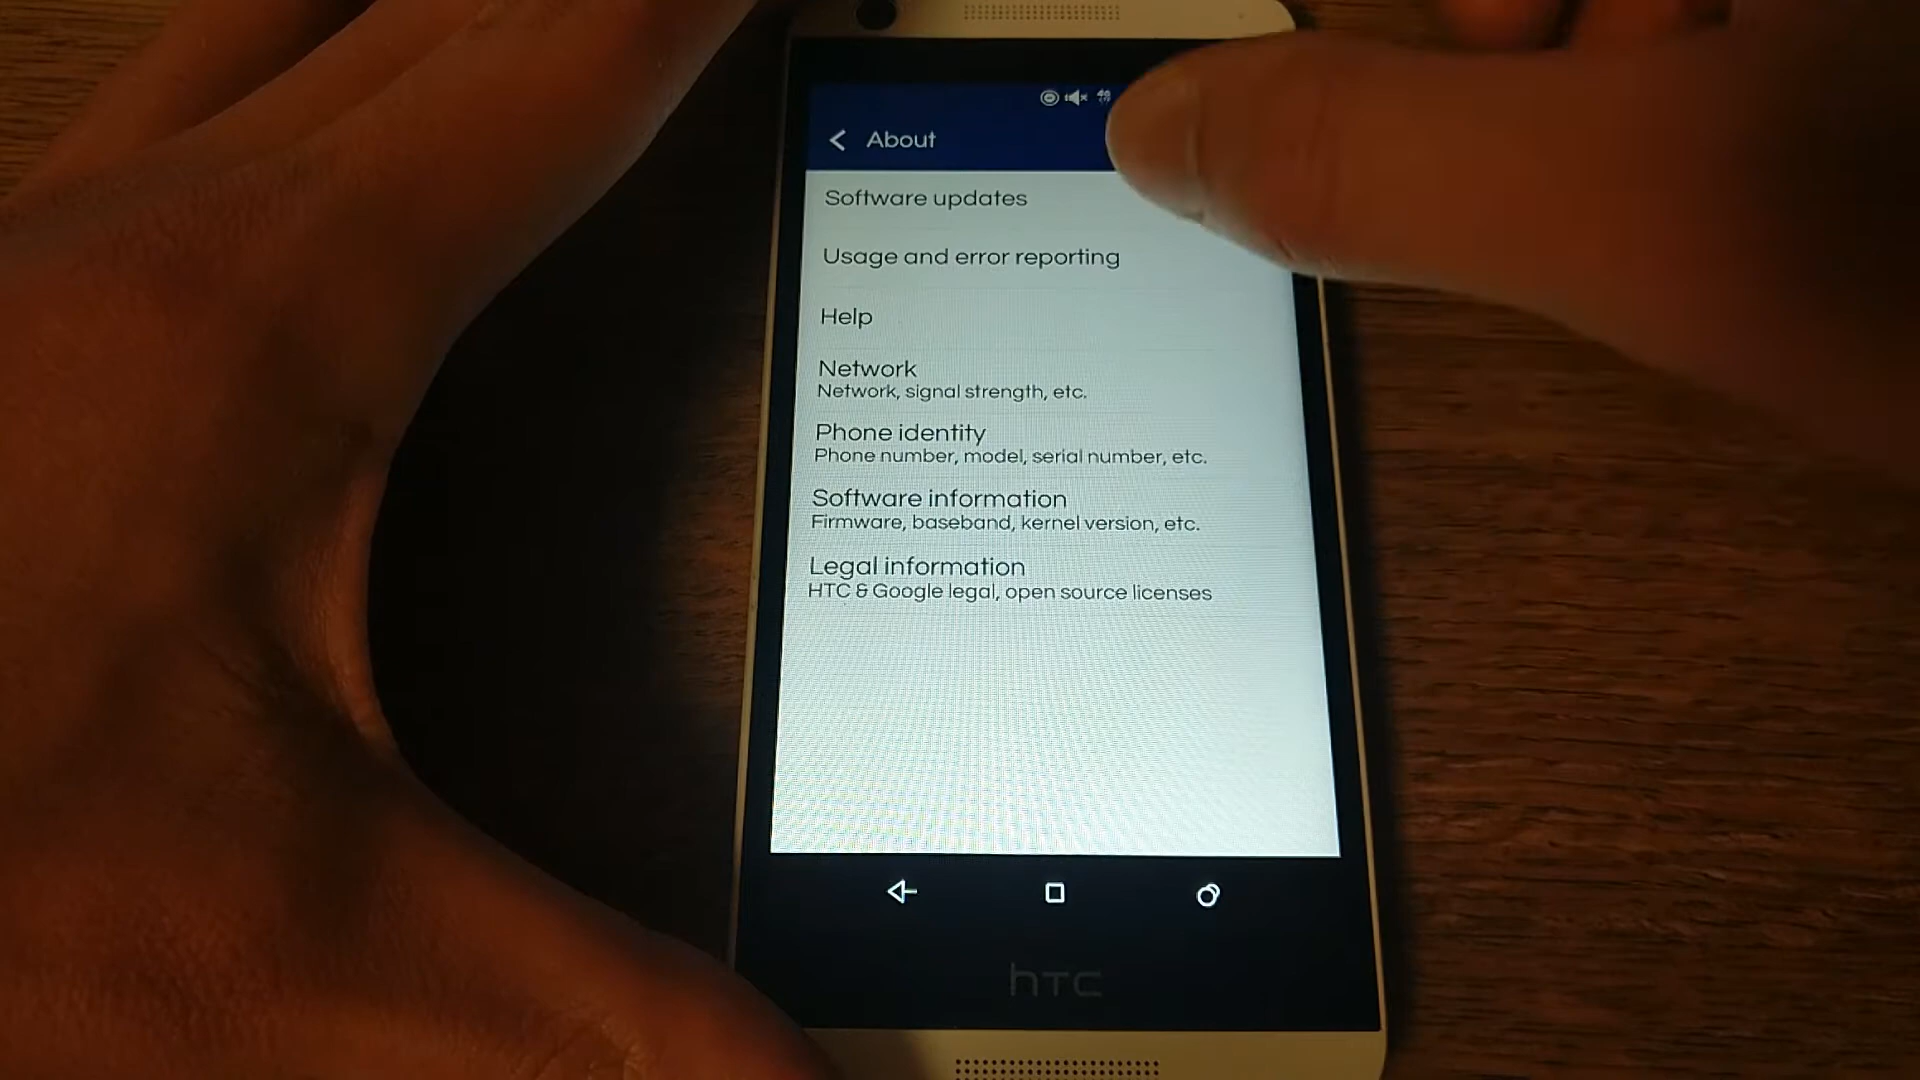 About
Software updates
Usage and error reporting
Help
Network
Network, signal strength, etc.
Phone identity
Phone number, model, serial number, etc.
Software information
Firmware, baseband, kernel version, etc.
Legal information
HTC & Google legal, open source licenses
hTC